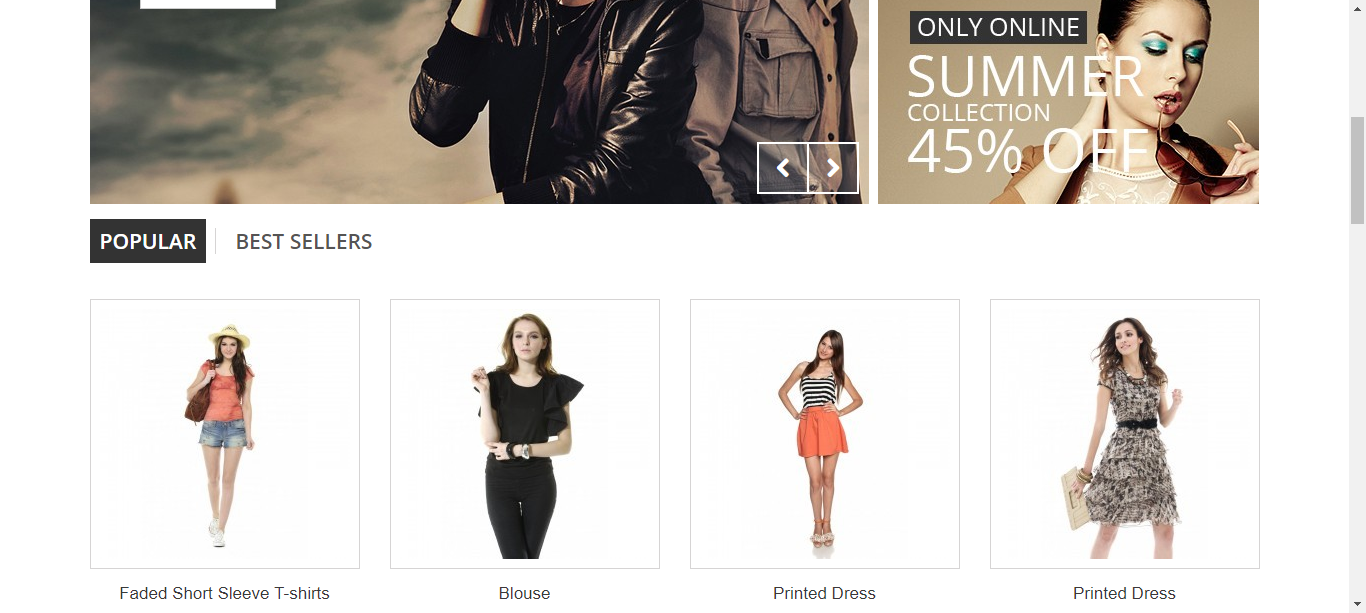 ONLY ONLINE
SUMMER
COLLECTION
45% OFF
POPULAR
BEST SELLERS
Faded Short Sleeve T-shirts
Blouse
Printed Dress
Printed Dress